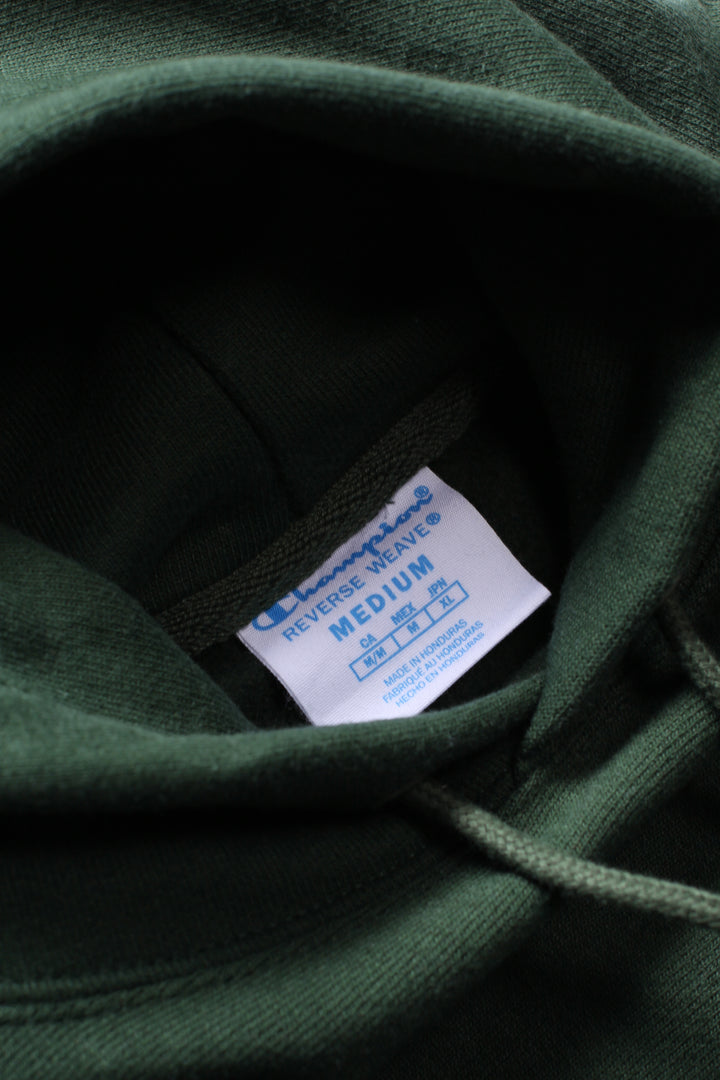 Champion®
REVERSE WEAVE®
MEDIUM
CA MEX JPN
M/M M XL
MADE IN HONDURAS
FABRIQUÉ AU HONDURAS
HECHO EN HONDURAS